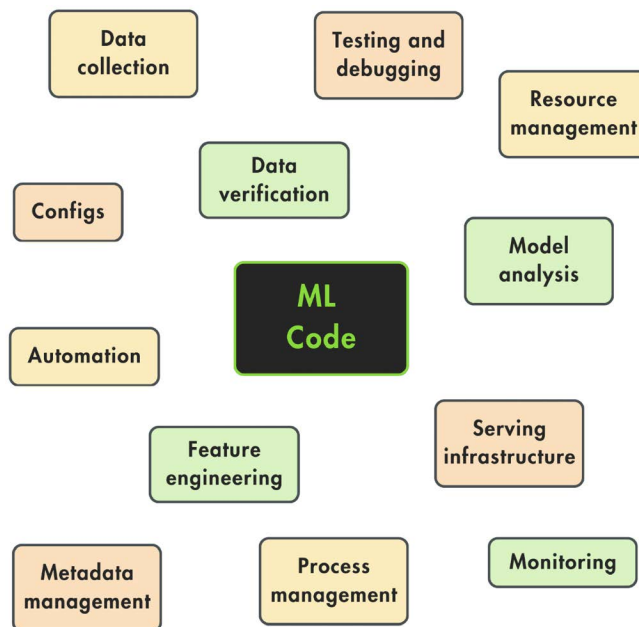 Data
collection
Testing and
debugging
Resource
management
Data
verification
Configs
Model
analysis
ML
Code
Automation
Serving
infrastructure
Feature
engineering
Metadata
management
Process
management
Monitoring